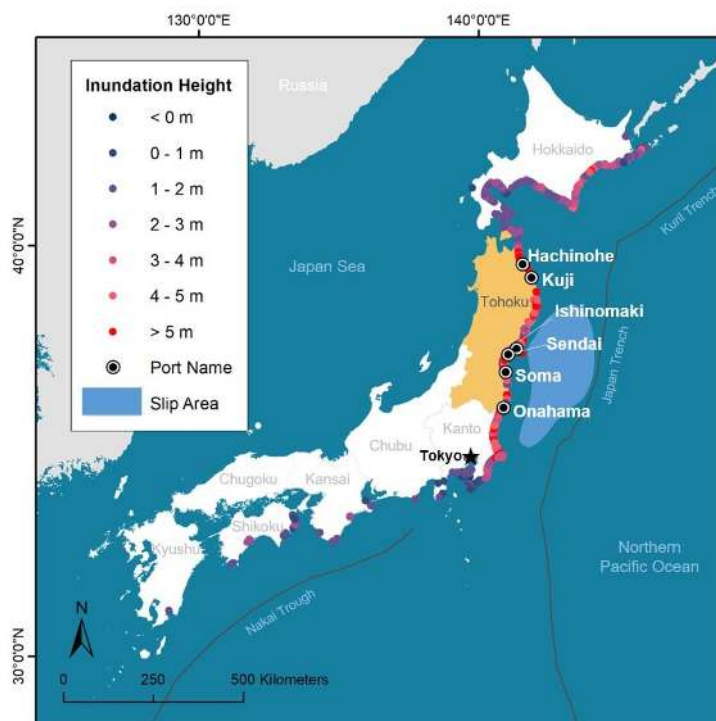 130°0'0"E
140°0'0"E
Inundation Height
< 0 m
0 - 1 m
1 - 2 m
2 - 3 m
3 - 4 m
4 - 5 m
> 5 m
Port Name
Slip Area
Russia
Hokkaido
Kuril Trench
40°0'0"N
Japan Sea
Hachinohe
Kuji
Tohoku
Ishinomaki
Sendai
Japan Trench
Soma
Onahama
Kanto
Chubu
Tokyo
Chugoku
Kansai
Shikoku
Kyushu
Northern
Pacific Ocean
Nakai Trough
N
30°0'0"N
0
250
500 Kilometers